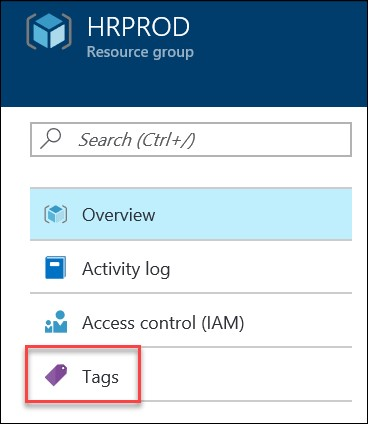 HRPROD
Resource group
Search (Ctrl+/)
Overview
Activity log
Access control (IAM)
Tags